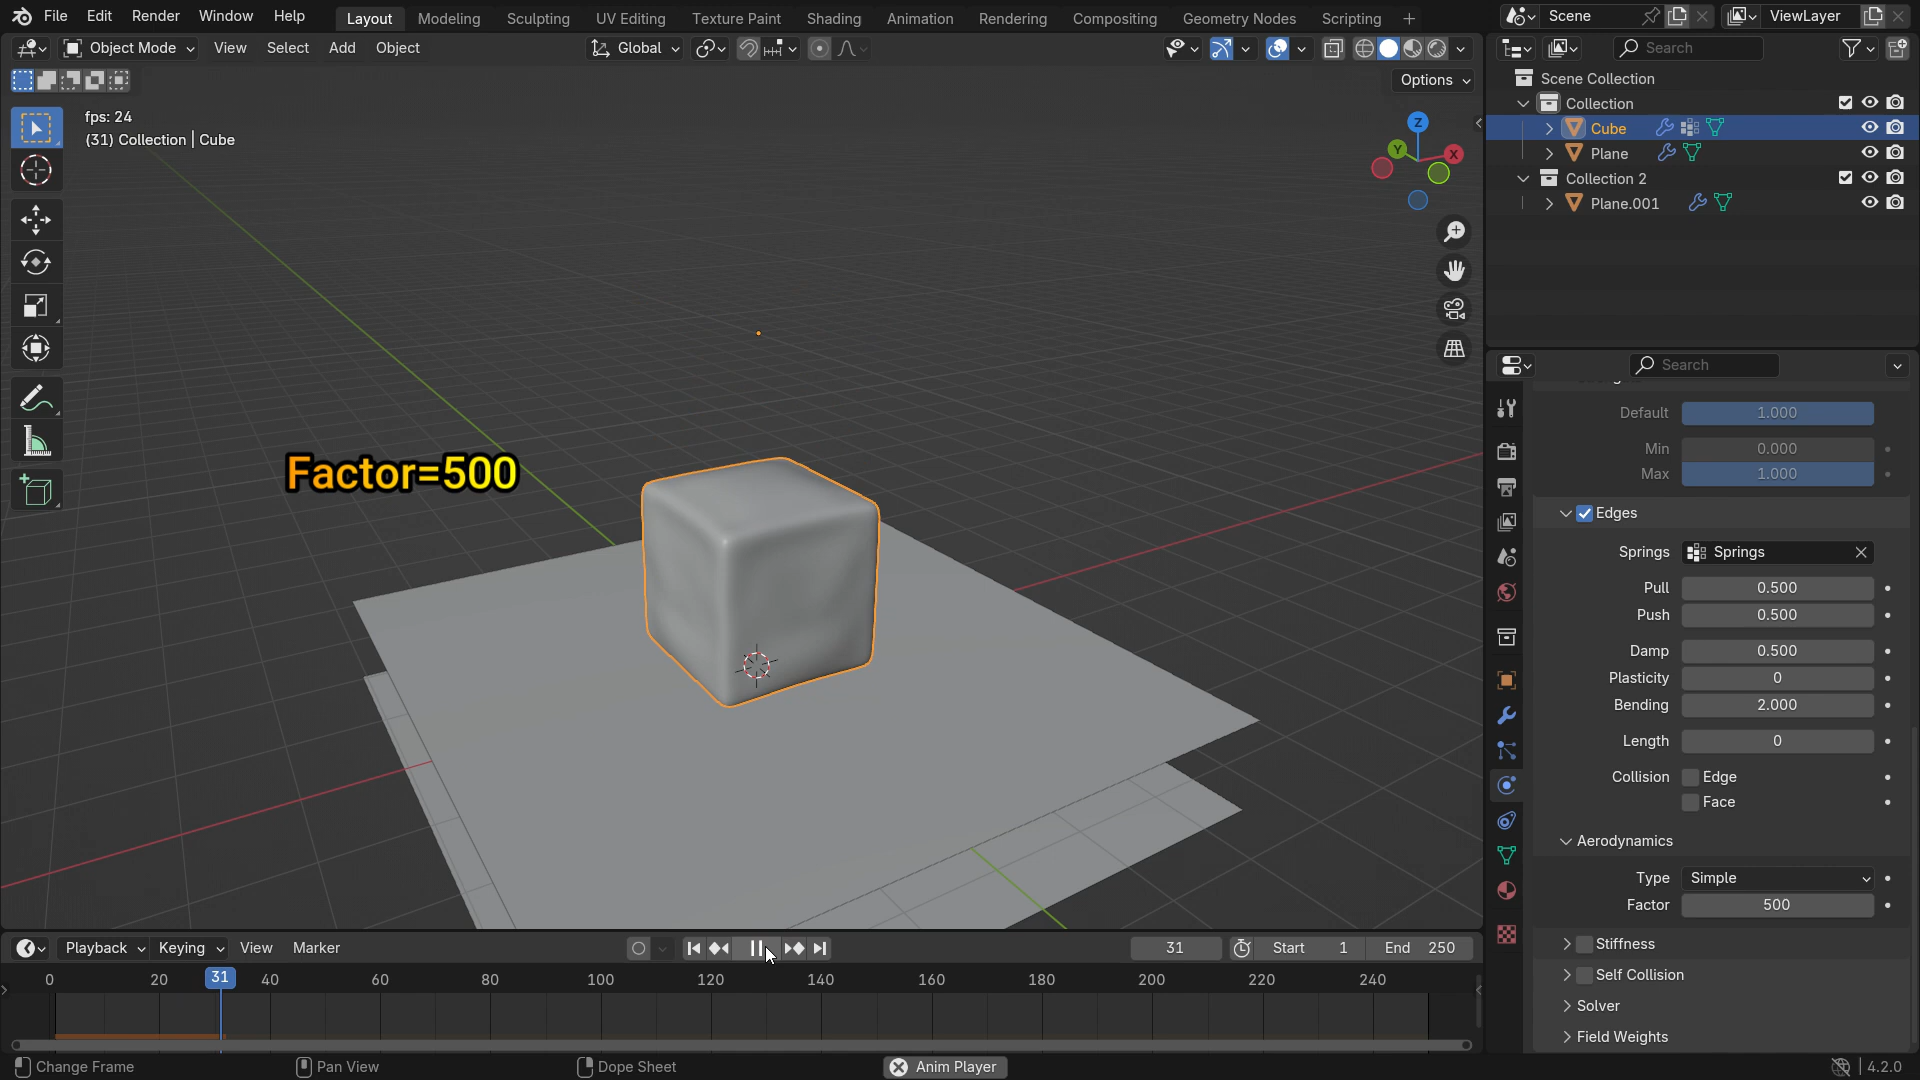 File Edit Render Window Help Layout Modeling Sculpting UV Editing Texture Paint Shading Animation Rendering Compositing Geometry Nodes Scripting + Scene ViewLayer
Object Mode View Select Add Object Global Search
Options
fps: 24
(31) Collection | Cube
Z
Y
X
Factor=500
Scene Collection
Collection
Cube
Plane
Collection 2
Plane.001
Search
Default 1.000
Min 0.000
Max 1.000
Edges
Springs Springs
Pull 0.500
Push 0.500
Damp 0.500
Plasticity 0
Bending 2.000
Length 0
Collision Edge
Face
Aerodynamics
Type Simple
Factor 500
Stiffness
Self Collision
Solver
Field Weights
Playback Keying View Marker 31 Start 1 End 250
0 20 31 40 60 80 100 120 140 160 180 200 220 240
Change Frame Pan View Dope Sheet Anim Player 4.2.0